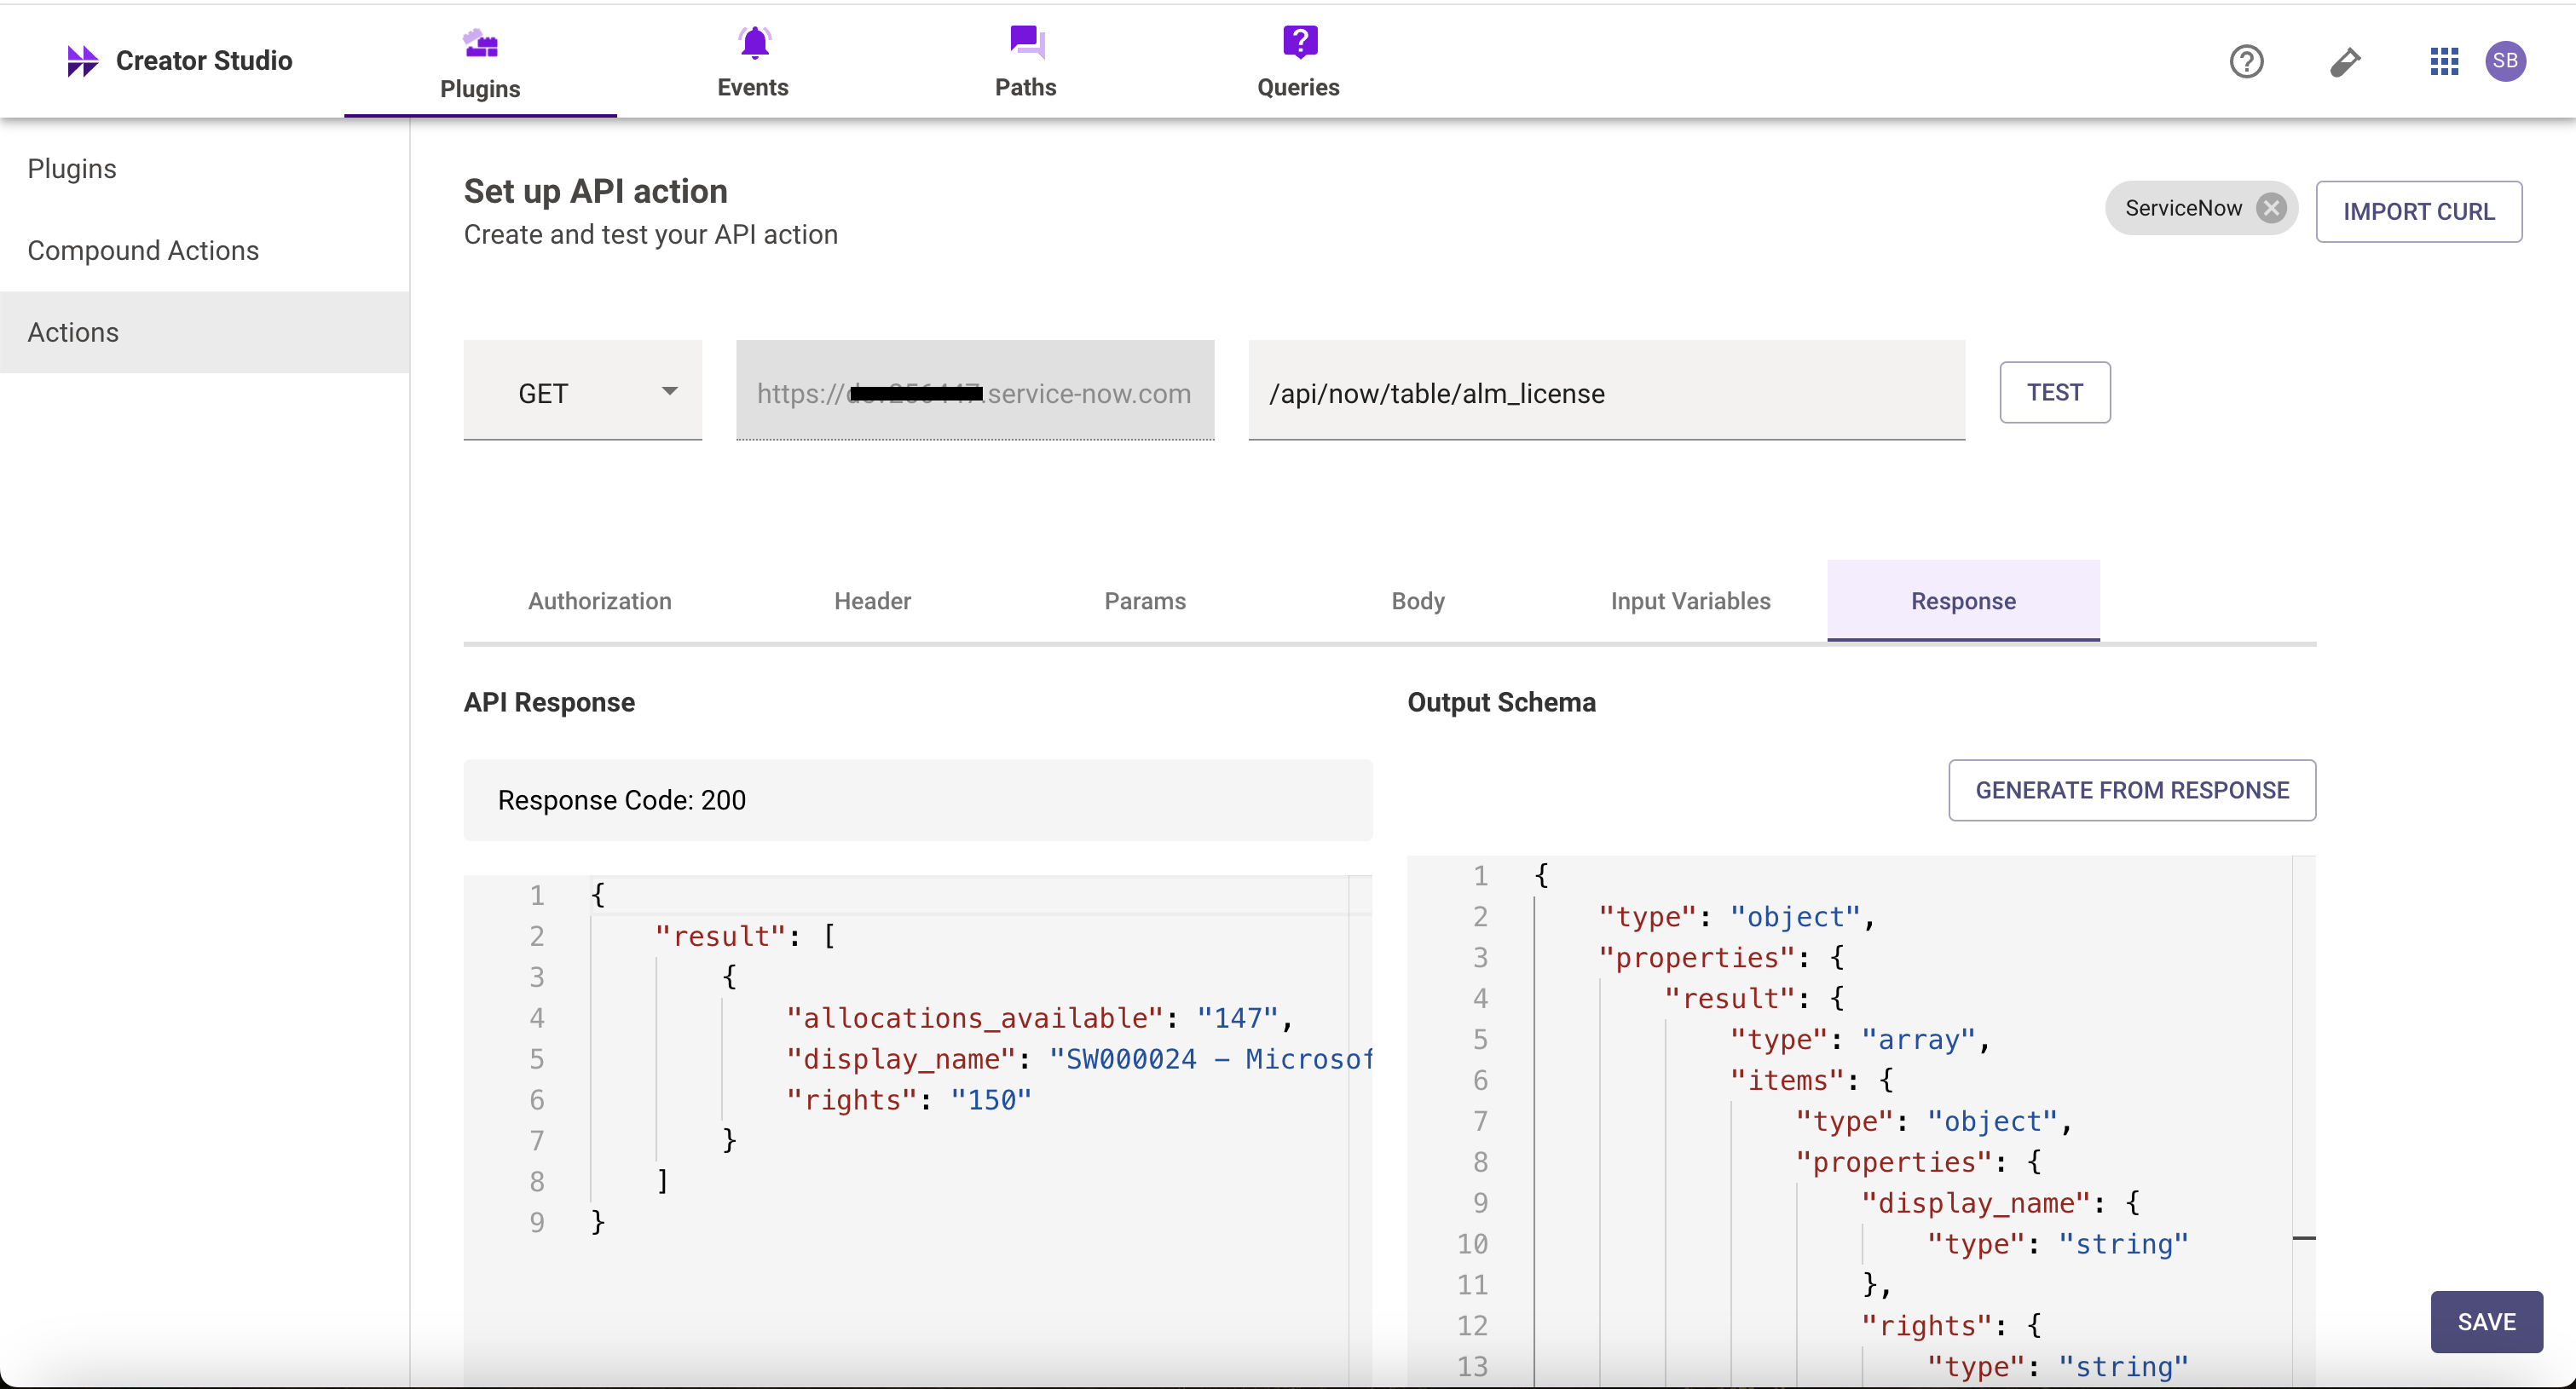 Creator Studio
Plugins
Events
Paths
Queries
SB
Plugins
Compound Actions
Actions
Set up API action
Create and test your API action
ServiceNow
IMPORT CURL
GET
https:// .service-now.com
/api/now/table/alm_license
TEST
Authorization
Header
Params
Body
Input Variables
Response
API Response
Response Code: 200
1 {
2 "result": [
3 {
4 "allocations_available": "147",
5 "display_name": "SW000024 – Microsof
6 "rights": "150"
7 }
8 ]
9 }
Output Schema
GENERATE FROM RESPONSE
1 {
2 "type": "object",
3 "properties": {
4 "result": {
5 "type": "array",
6 "items": {
7 "type": "object",
8 "properties": {
9 "display_name": {
10 "type": "string"
11 },
12 "rights": {
13 "type": "string"
SAVE